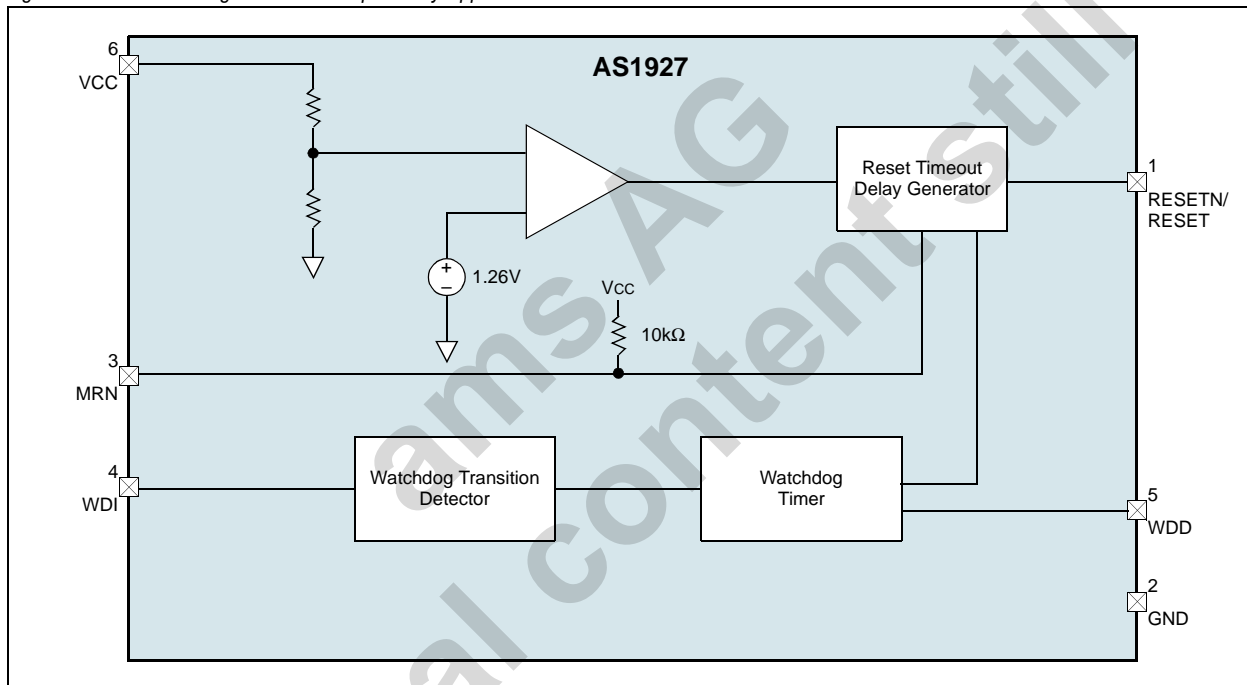 AS1927
6
VCC
Reset Timeout
Delay Generator
1
RESETN/
RESET
+
−
1.26V
VCC
10kΩ
3
MRN
4
WDI
Watchdog Transition
Detector
Watchdog
Timer
5
WDD
2
GND
ams AG
al content still